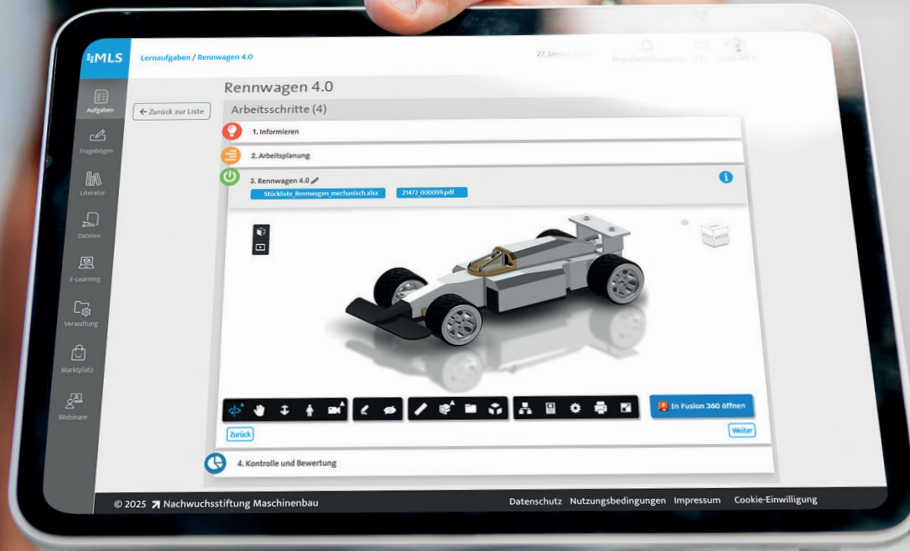 MLS
Lernaufgaben / Rennwagen 4.0
Rennwagen 4.0
← Zurück zur Liste
Arbeitsschritte (4)
1. Informieren
2. Arbeitsplanung
3. Rennwagen 4.0
Stückliste_Rennwagen_mechanisch.xlsx
21472_000099.pdf
Aufgaben
Fragebögen
Literatur
Dateien
E-Learning
Verwaltung
Marktplatz
Webinare
In Fusion 360 öffnen
Zurück
Weiter
4. Kontrolle und Bewertung
© 2025 Nachwuchsstiftung Maschinenbau
Datenschutz Nutzungsbedingungen Impressum Cookie-Einwilligung